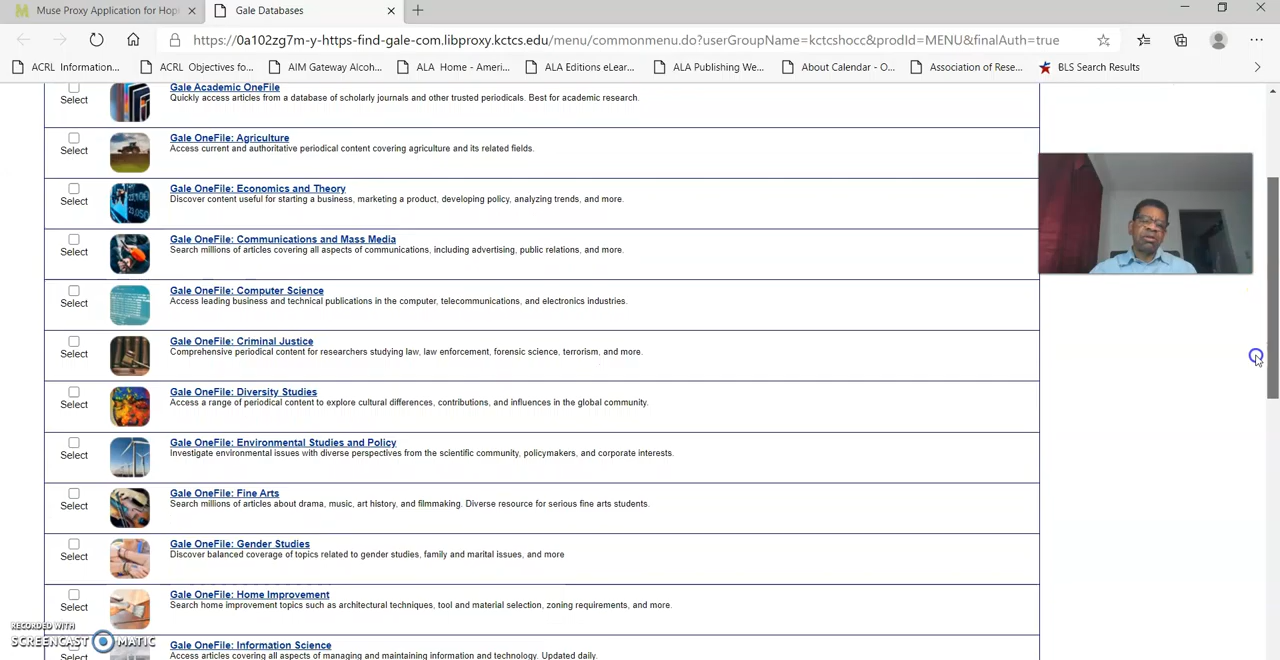 Muse Proxy Application for Hop
Gale Databases
https://0a102zg7m-y-https-find-gale-com.libproxy.kctcs.edu/menu/commonmenu.do?userGroupName=kctcshocc&prodId=MENU&finalAuth=true
ACRL Information...
ACRL Objectives fo...
AIM Gateway Alcoh...
ALA Home - Ameri...
ALA Editions eLear...
ALA Publishing We...
About Calendar - O...
Association of Rese...
BLS Search Results
Select
Gale Academic OneFile
Quickly access articles from a database of scholarly journals and other trusted periodicals. Best for academic research.
Select
Gale OneFile: Agriculture
Access current and authoritative periodical content covering agriculture and its related fields.
Select
Gale OneFile: Economics and Theory
Discover content useful for starting a business, marketing a product, developing policy, analyzing trends, and more.
Select
Gale OneFile: Communications and Mass Media
Search millions of articles covering all aspects of communications, including advertising, public relations, and more.
Select
Gale OneFile: Computer Science
Access leading business and technical publications in the computer, telecommunications, and electronics industries.
Select
Gale OneFile: Criminal Justice
Comprehensive periodical content for researchers studying law, law enforcement, forensic science, terrorism, and more.
Select
Gale OneFile: Diversity Studies
Access a range of periodical content to explore cultural differences, contributions, and influences in the global community.
Select
Gale OneFile: Environmental Studies and Policy
Investigate environmental issues with diverse perspectives from the scientific community, policymakers, and corporate interests.
Select
Gale OneFile: Fine Arts
Search millions of articles about drama, music, art history, and filmmaking. Diverse resource for serious fine arts students.
Select
Gale OneFile: Gender Studies
Discover balanced coverage of topics related to gender studies, family and marital issues, and more
Select
Gale OneFile: Home Improvement
Search home improvement topics such as architectural techniques, tool and material selection, zoning requirements, and more.
Select
Gale OneFile: Information Science
Access articles covering all aspects of managing and maintaining information and technology. Updated daily.
RECORDED WITH
SCREENCAST MATIC